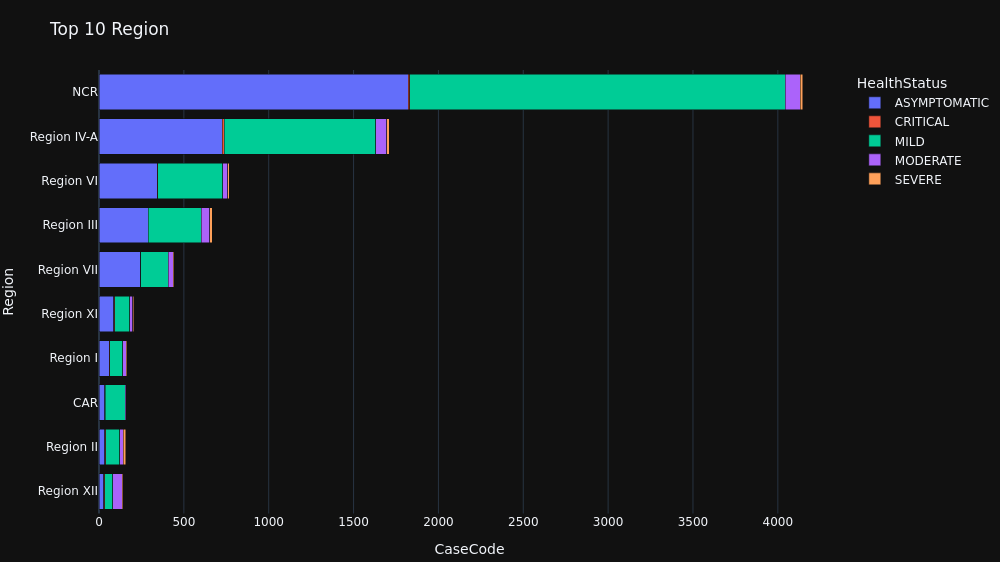 Top 10 Region
NCR
Region IV-A
Region VI
Region III
Region VII
Region XI
Region I
CAR
Region II
Region XII
Region
0 500 1000 1500 2000 2500 3000 3500 4000
CaseCode
HealthStatus
ASYMPTOMATIC
CRITICAL
MILD
MODERATE
SEVERE